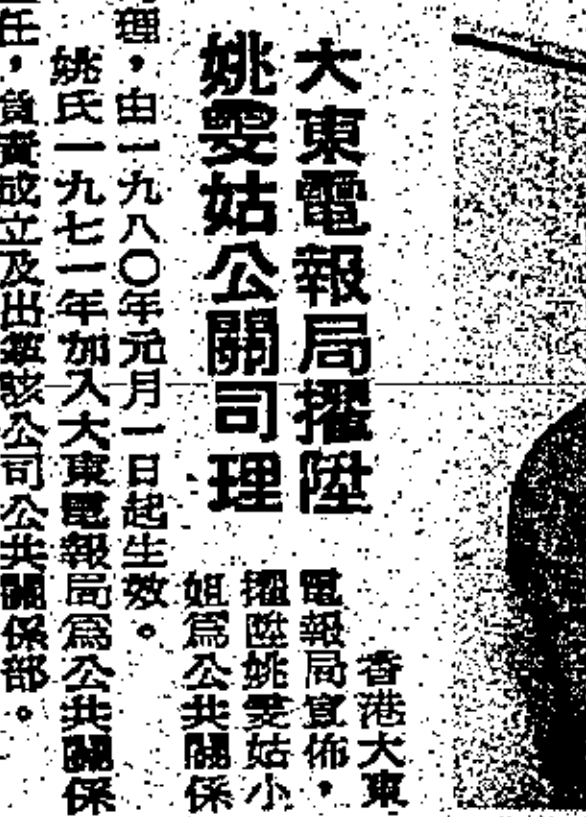 大東電報局擢陞
姚雯姑公關司理
香港大東
電報局宣佈，
擢陞姚雯姑小
姐爲公共關係
理，由一九八〇年元月一日起生效。
姚氏一九七一年加入大東電報局爲公共關係
任，負責成立及出掌該公司公共關係部。